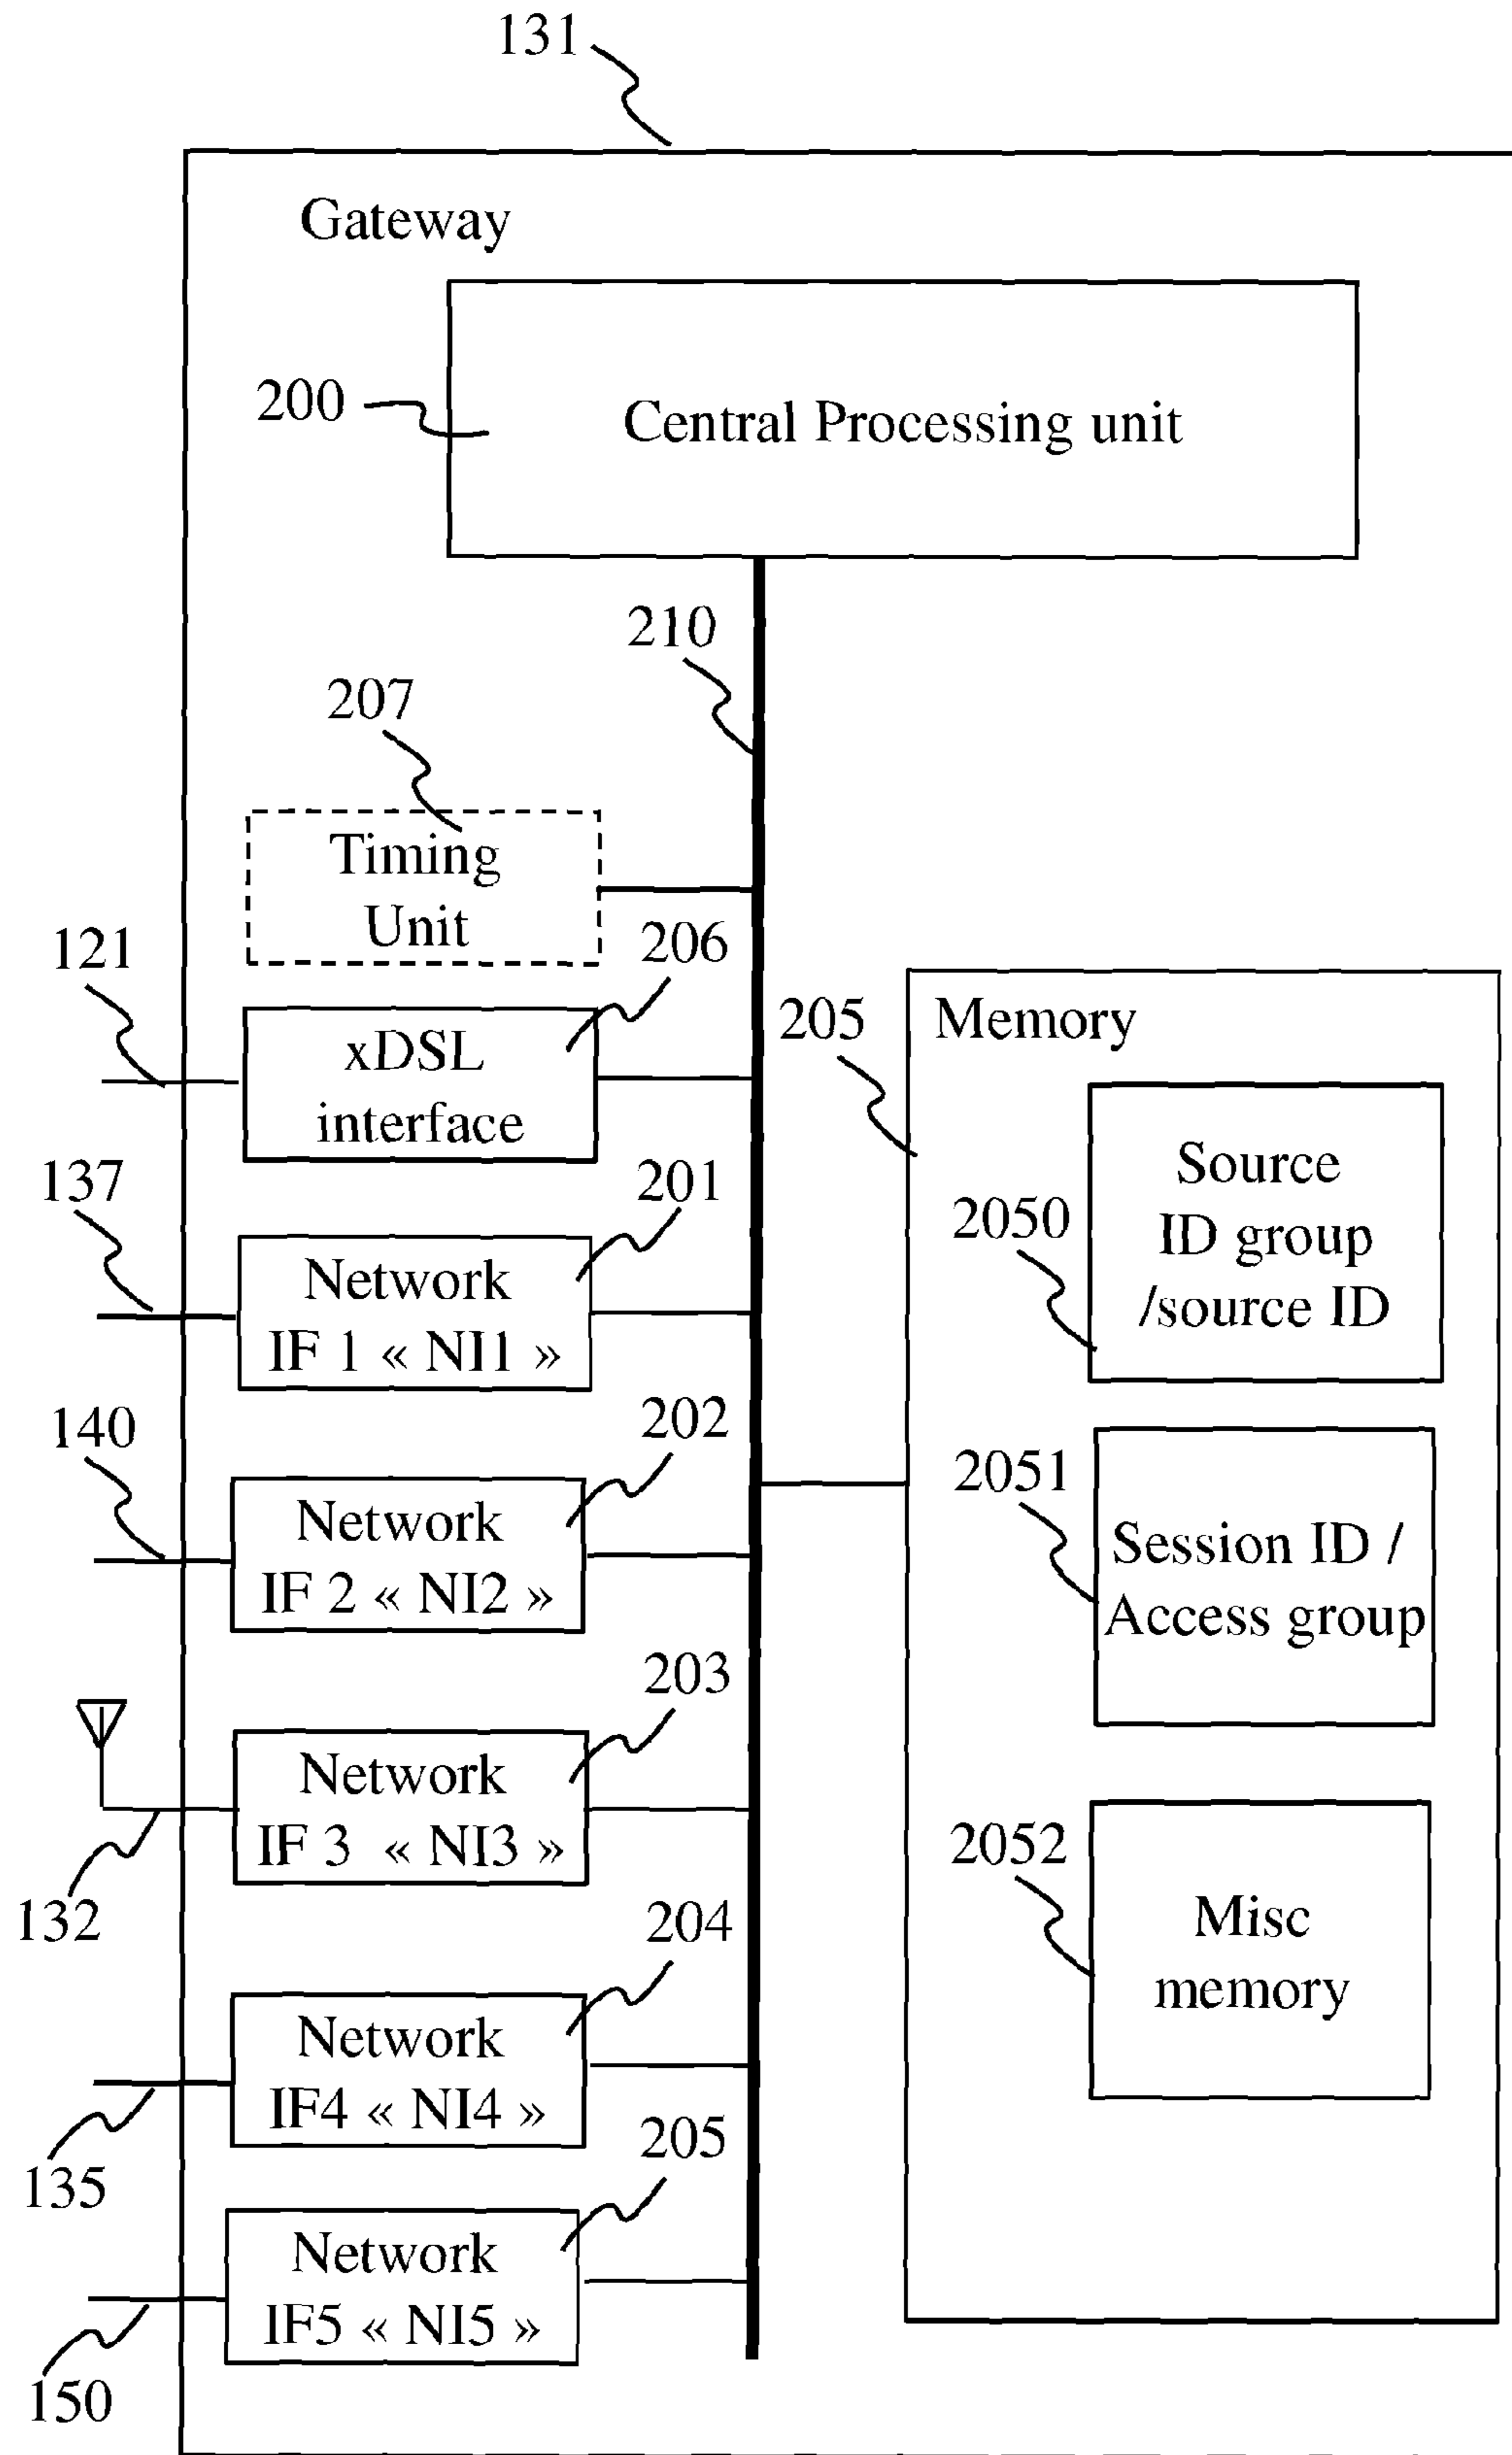 131
Gateway
200
Central Processing unit
210
207
Timing
Unit
121
206
xDSL
interface
205
Memory
137
201
Network
IF 1 « NI1 »
2050
Source
ID group
/source ID
140
202
Network
IF 2 « NI2 »
2051
Session ID /
Access group
203
Network
IF 3 « NI3 »
132
2052
Misc
memory
204
Network
IF4 « NI4 »
135
205
Network
IF5 « NI5 »
150